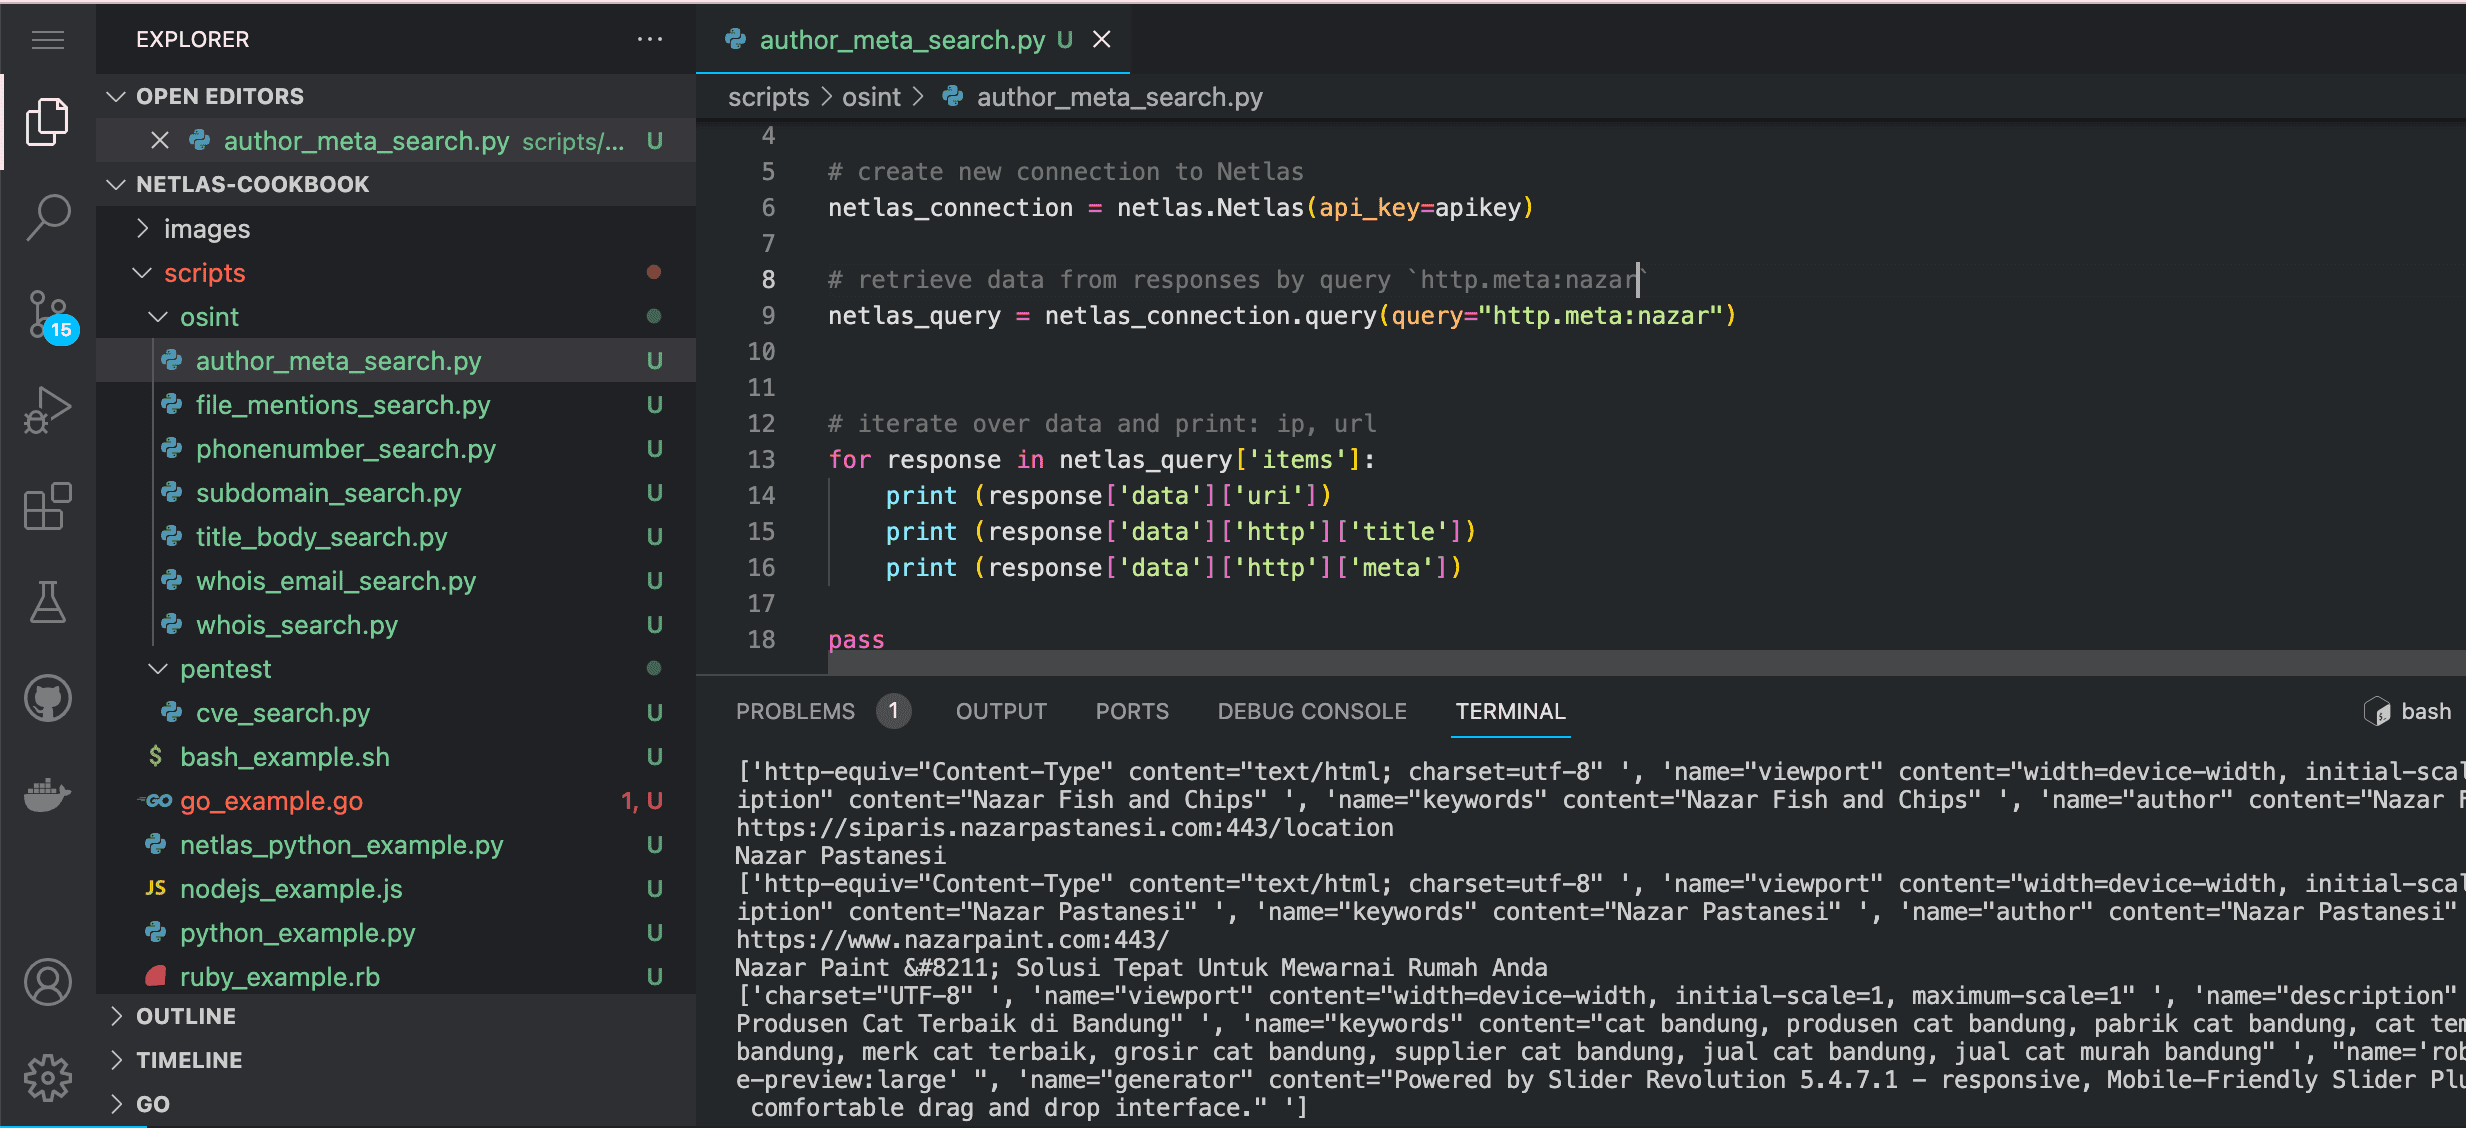 EXPLORER
OPEN EDITORS
author_meta_search.py scripts/... U
NETLAS-COOKBOOK
images
scripts
osint
author_meta_search.py U
file_mentions_search.py U
phonenumber_search.py U
subdomain_search.py U
title_body_search.py U
whois_email_search.py U
whois_search.py U
pentest
cve_search.py U
$ bash_example.sh U
GO go_example.go 1, U
netlas_python_example.py U
JS nodejs_example.js U
python_example.py U
ruby_example.rb U
OUTLINE
TIMELINE
GO
15
author_meta_search.py U
scripts > osint > author_meta_search.py
4
5 # create new connection to Netlas
6 netlas_connection = netlas.Netlas(api_key=apikey)
7
8 # retrieve data from responses by query `http.meta:nazar`
9 netlas_query = netlas_connection.query(query="http.meta:nazar")
10
11
12 # iterate over data and print: ip, url
13 for response in netlas_query['items']:
14 print (response['data']['uri'])
15 print (response['data']['http']['title'])
16 print (response['data']['http']['meta'])
17
18 pass
PROBLEMS 1 OUTPUT PORTS DEBUG CONSOLE TERMINAL bash
['http-equiv="Content-Type" content="text/html; charset=utf-8" ', 'name="viewport" content="width=device-width, initial-scal
iption" content="Nazar Fish and Chips" ', 'name="keywords" content="Nazar Fish and Chips" ', 'name="author" content="Nazar F
https://siparis.nazarpastanesi.com:443/location
Nazar Pastanesi
['http-equiv="Content-Type" content="text/html; charset=utf-8" ', 'name="viewport" content="width=device-width, initial-scal
iption" content="Nazar Pastanesi" ', 'name="keywords" content="Nazar Pastanesi" ', 'name="author" content="Nazar Pastanesi"
https://www.nazarpaint.com:443/
Nazar Paint &#8211; Solusi Tepat Untuk Mewarnai Rumah Anda
['charset="UTF-8" ', 'name="viewport" content="width=device-width, initial-scale=1, maximum-scale=1" ', 'name="description"
Produsen Cat Terbaik di Bandung" ', 'name="keywords" content="cat bandung, produsen cat bandung, pabrik cat bandung, cat tem
bandung, merk cat terbaik, grosir cat bandung, supplier cat bandung, jual cat bandung, jual cat murah bandung" ', "name='rob
e-preview:large' ", 'name="generator" content="Powered by Slider Revolution 5.4.7.1 - responsive, Mobile-Friendly Slider Plu
comfortable drag and drop interface." ']